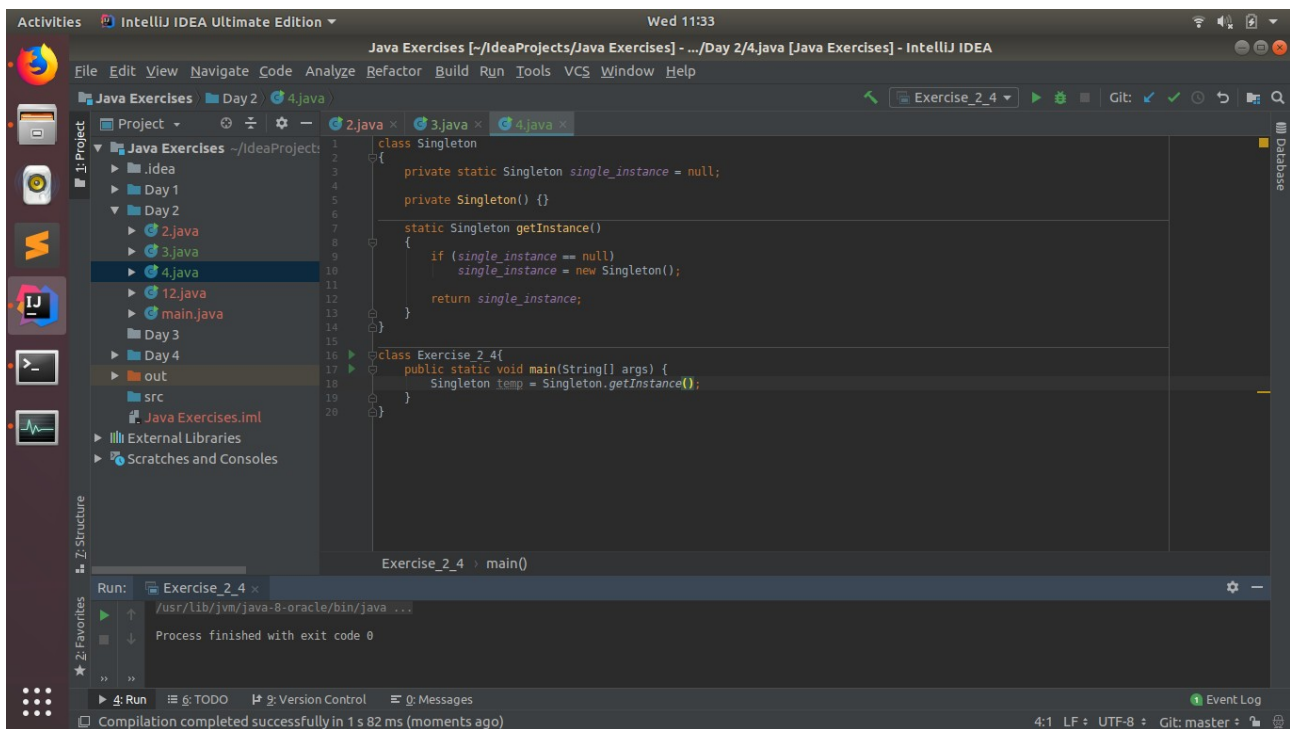 Activities IntelliJ IDEA Ultimate Edition Wed 11:33
Java Exercises [~/IdeaProjects/Java Exercises] - .../Day 2/4.java [Java Exercises] - IntelliJ IDEA
File Edit View Navigate Code Analyze Refactor Build Run Tools VCS Window Help
Java Exercises Day 2 4.java Exercise_2_4 Git:
1: Project
Project 2.java 3.java 4.java
Database
Java Exercises ~/IdeaProjects
.idea
Day 1
Day 2
2.java
3.java
4.java
12.java
main.java
Day 3
Day 4
out
src
Java Exercises.iml
External Libraries
Scratches and Consoles
1 class Singleton
2 {
3 private static Singleton single_instance = null;
4
5 private Singleton() {}
6
7 static Singleton getInstance()
8 {
9 if (single_instance == null)
10 single_instance = new Singleton();
11
12 return single_instance;
13 }
14 }
15
16 class Exercise_2_4{
17 public static void main(String[] args) {
18 Singleton temp = Singleton.getInstance();
19 }
20 }
Exercise_2_4 › main()
7: Structure
2: Favorites
Run: Exercise_2_4
/usr/lib/jvm/java-8-oracle/bin/java ...
Process finished with exit code 0
4: Run 6: TODO 9: Version Control 0: Messages 1 Event Log
Compilation completed successfully in 1 s 82 ms (moments ago) 4:1 LF UTF-8 Git: master